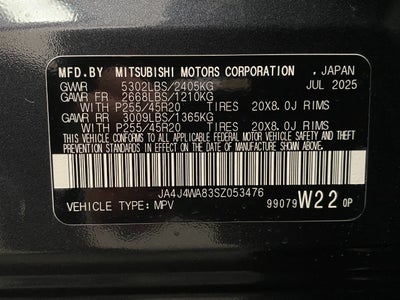 MFD.BY MITSUBISHI MOTORS CORPORATION , JAPAN
GVWR 5302LBS/2405KG JUL 2025
GAWR FR 2668LBS/1210KG
WITH P255/45R20 TIRES 20X8.0J RIMS
GAWR RR 3009LBS/1365KG
WITH P255/45R20 TIRES 20X8.0J RIMS
THIS VEHICLE CONFORMS TO ALL APPLICABLE FEDERAL MOTOR VEHICLE SAFETY, BUMPER, AND THEFT
PREVENTION STANDARDS IN EFFECT ON THE DATE OF MANUFACTURE SHOWN ABOVE.
JA4J4WA83SZ053476
VEHICLE TYPE: MPV 99079 W22 0P